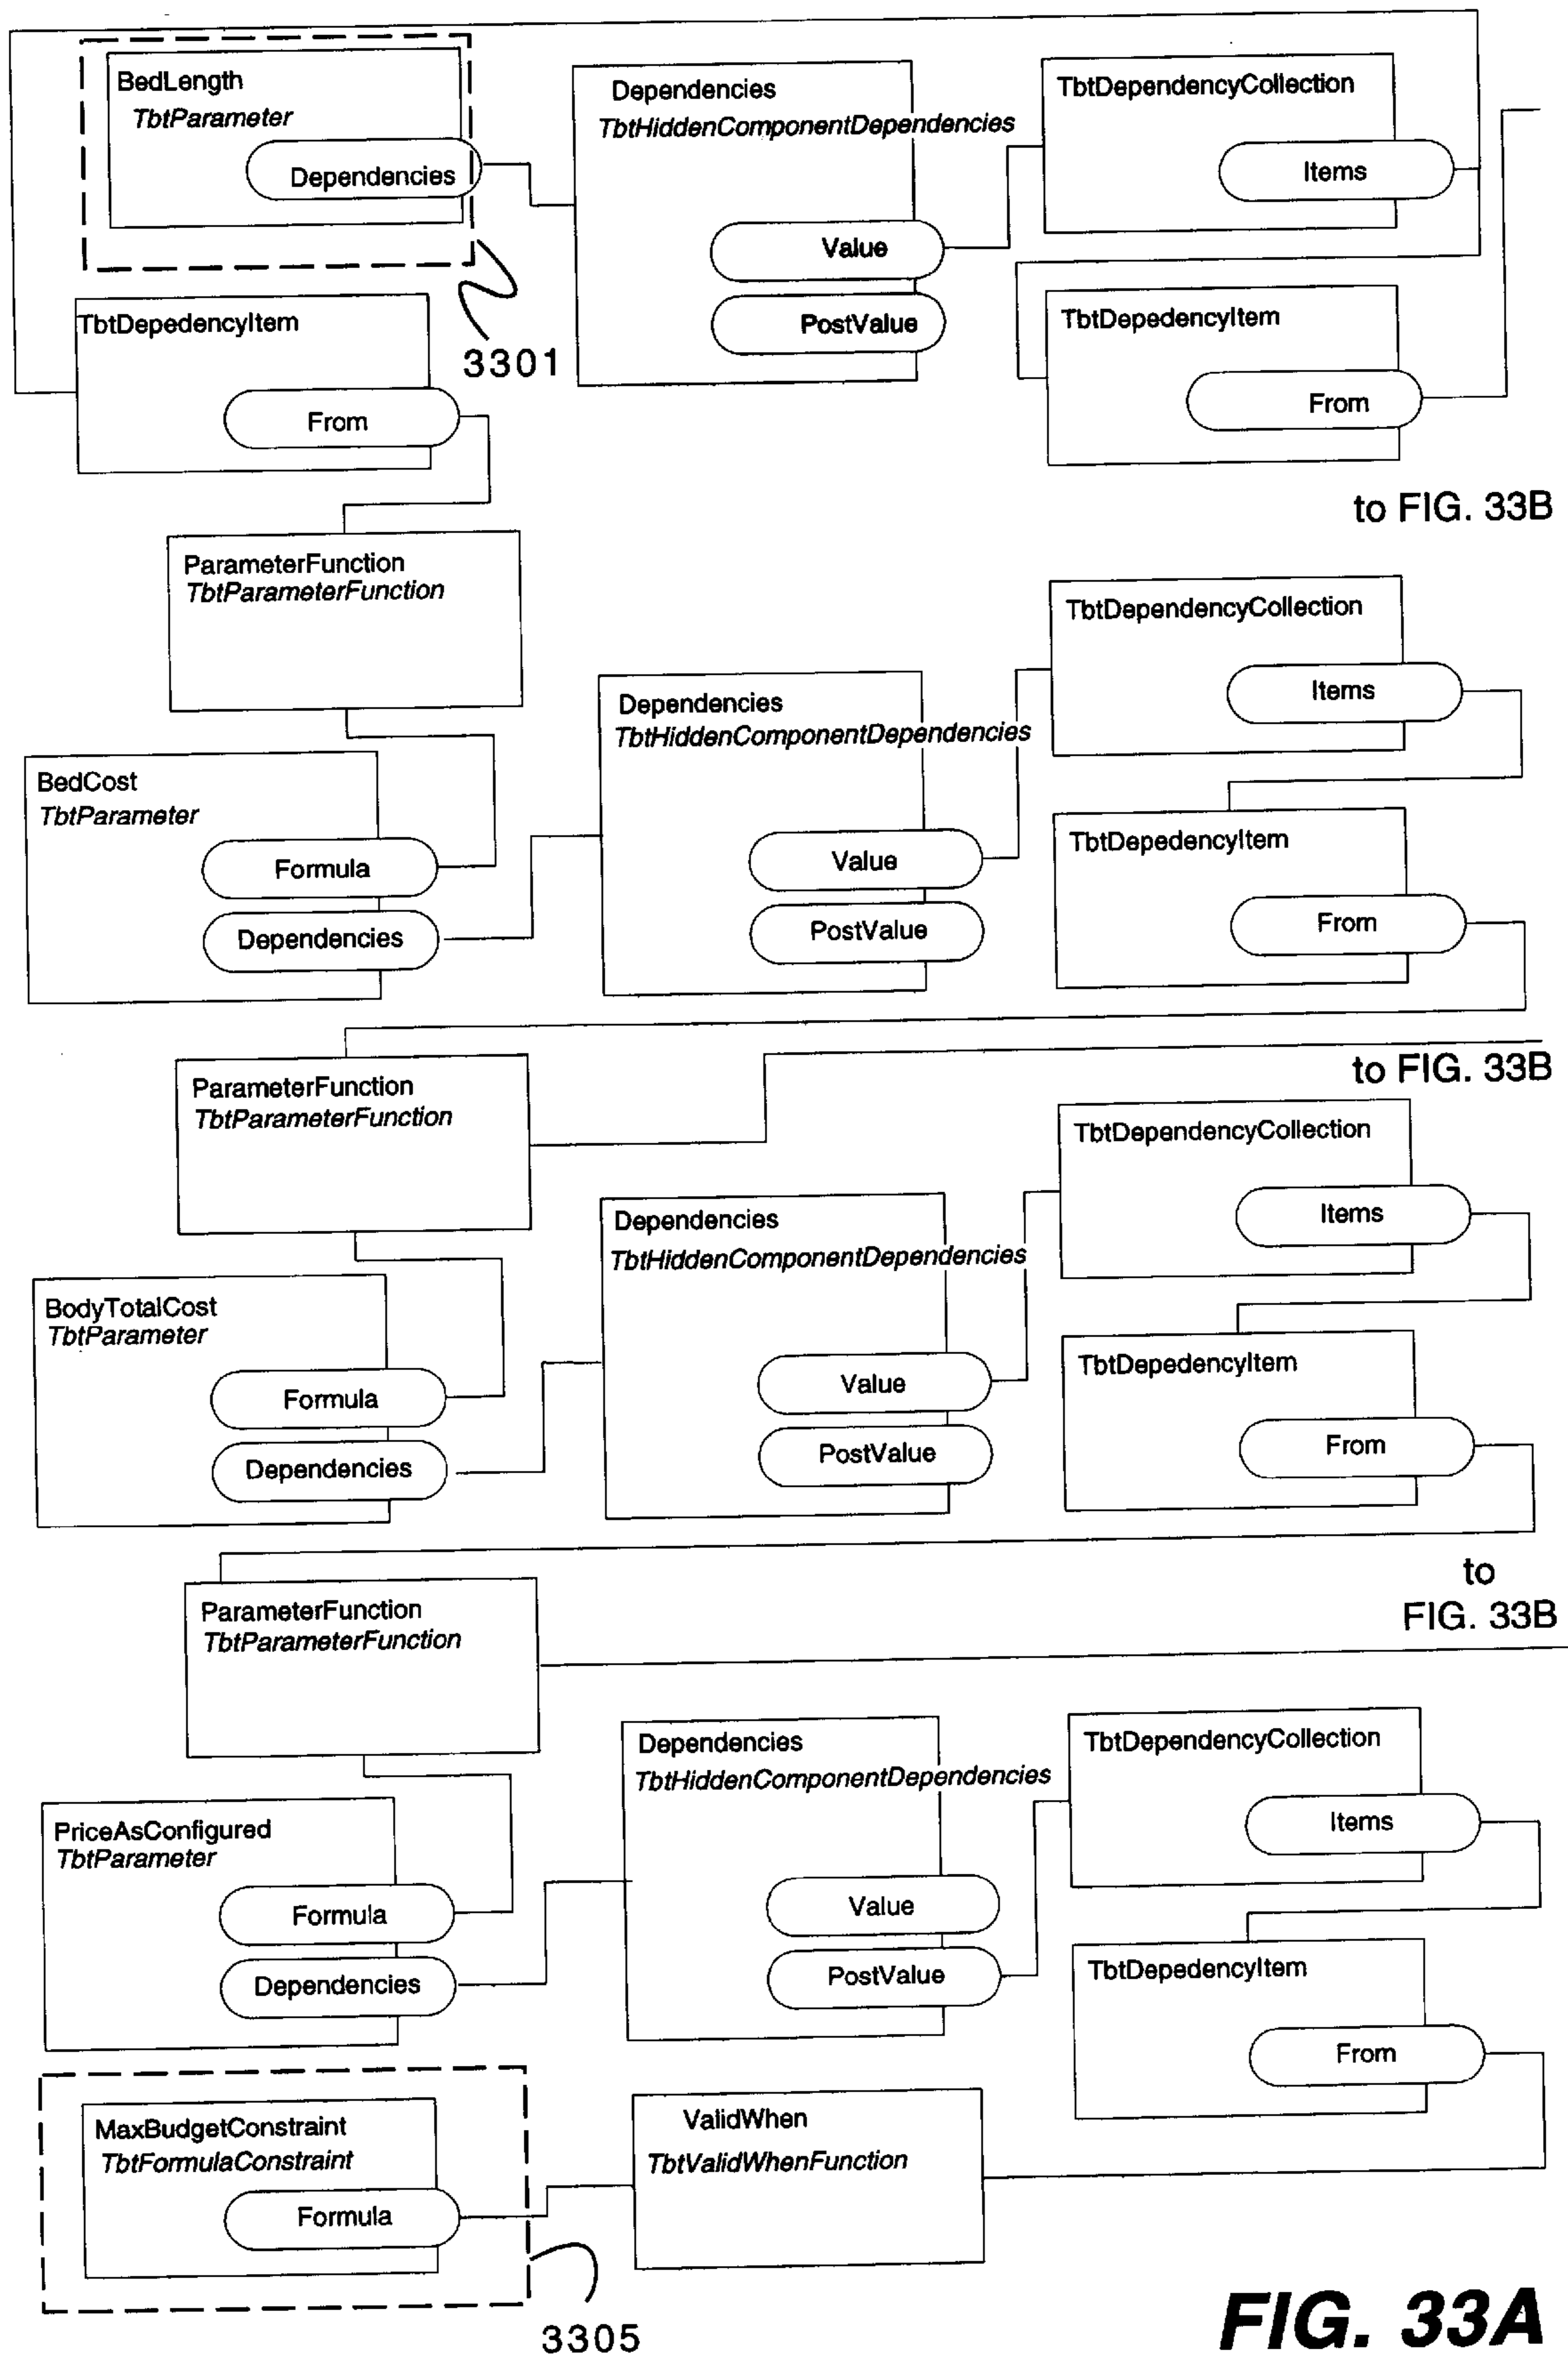 BedLength
TbtParameter
Dependencies
Dependencies
TbtHiddenComponentDependencies
Value
PostValue
TbtDependencyCollection
Items
3301
TbtDepedencyItem
From
TbtDepedencyItem
From
to FIG. 33B
ParameterFunction
TbtParameterFunction
BedCost
TbtParameter
Formula
Dependencies
Dependencies
TbtHiddenComponentDependencies
Value
PostValue
TbtDependencyCollection
Items
TbtDepedencyItem
From
to FIG. 33B
ParameterFunction
TbtParameterFunction
BodyTotalCost
TbtParameter
Formula
Dependencies
Dependencies
TbtHiddenComponentDependencies
Value
PostValue
TbtDependencyCollection
Items
TbtDepedencyItem
From
to
FIG. 33B
ParameterFunction
TbtParameterFunction
PriceAsConfigured
TbtParameter
Formula
Dependencies
Dependencies
TbtHiddenComponentDependencies
Value
PostValue
TbtDependencyCollection
Items
TbtDepedencyItem
From
MaxBudgetConstraint
TbtFormulaConstraint
Formula
ValidWhen
TbtValidWhenFunction
3305
FIG. 33A